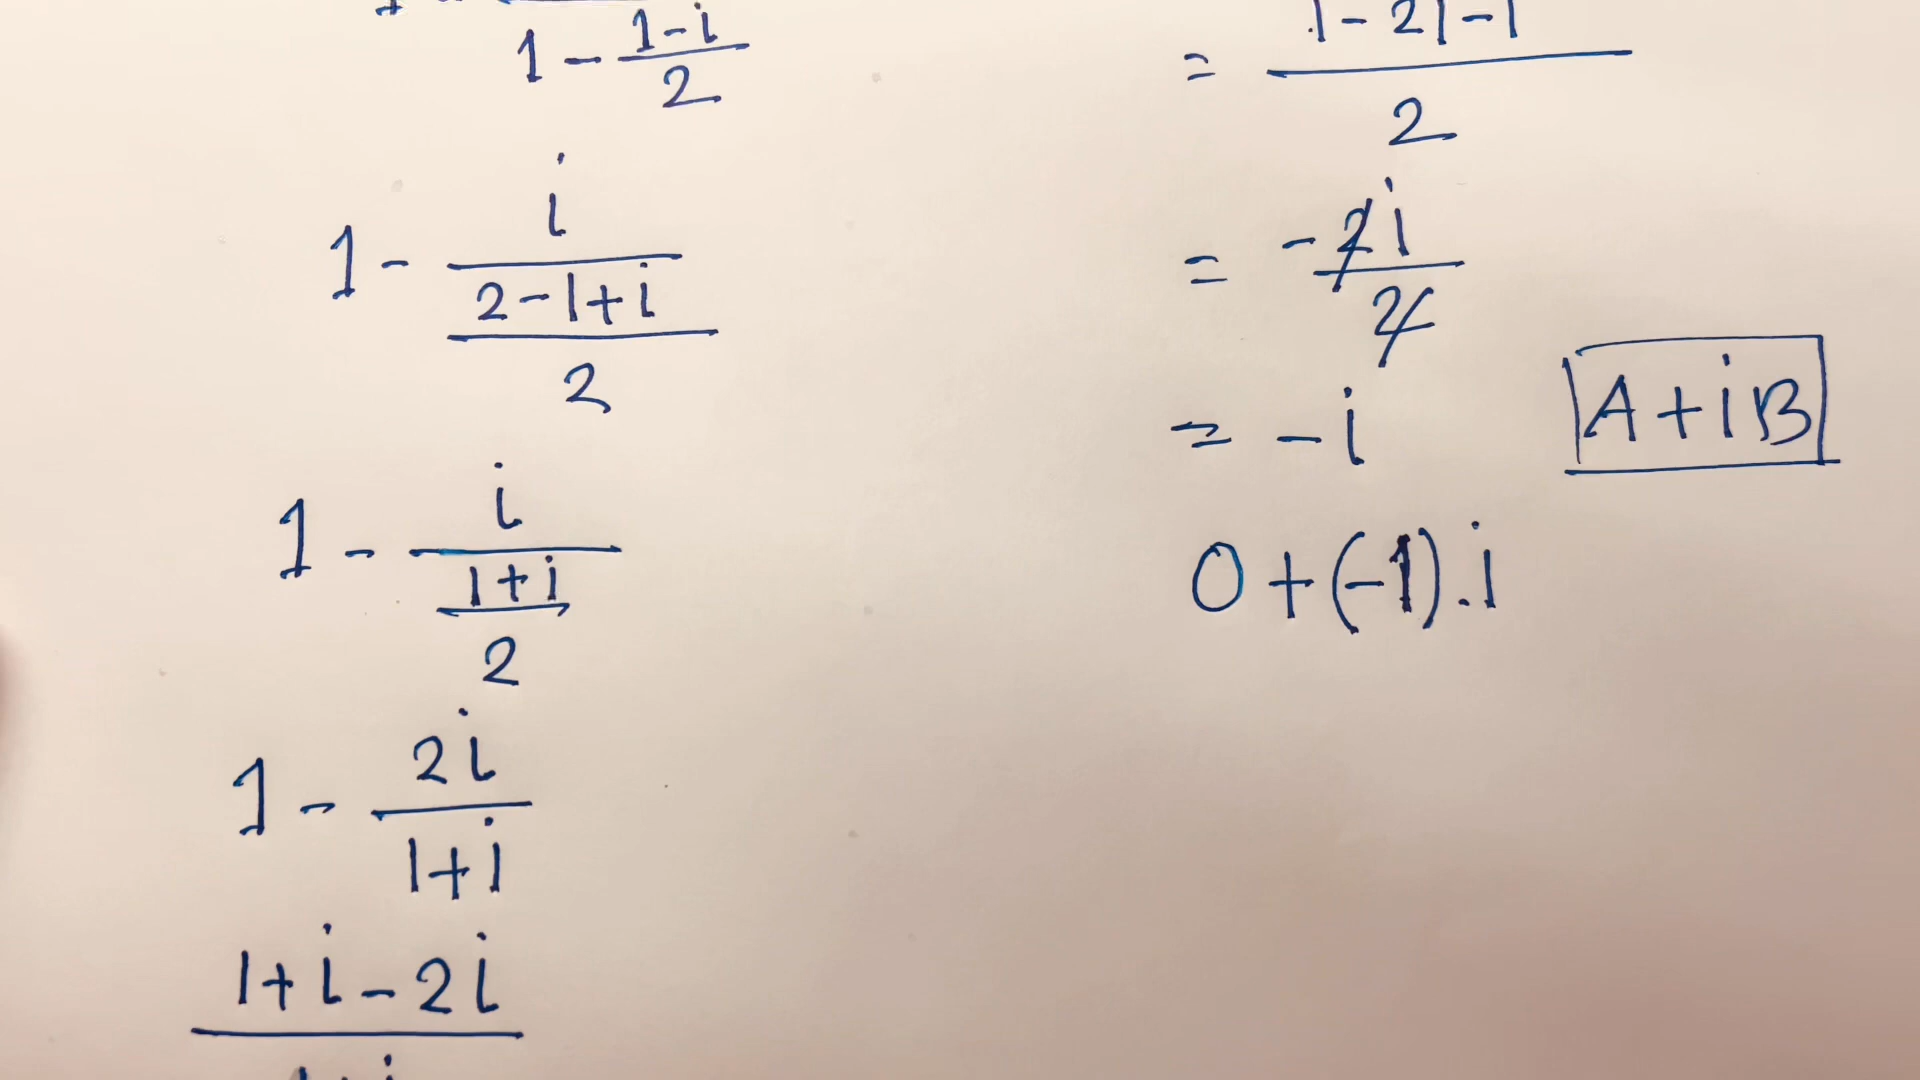 1 - (1-i)/2
1 - i/((2-1+i)/2)
1 - i/((1+i)/2)
1 - 2i/(1+i)
1+i-2i
= (1-2i-1)/2
= -2i/2
= -i
A+iB
0+(-1).i